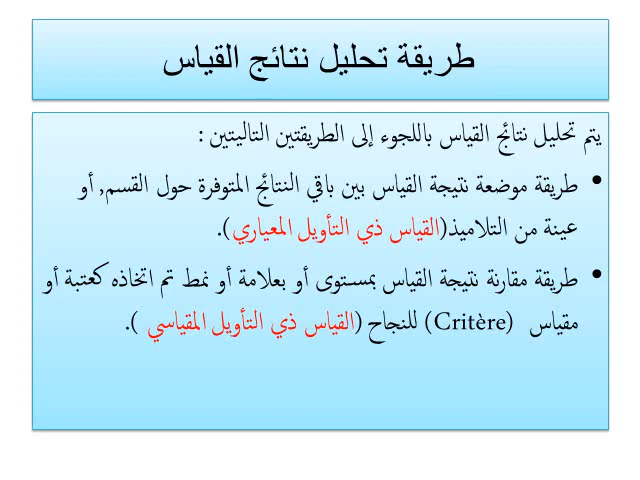 طريقة تحليل نتائج القياس
يتم تحليل نتائج القياس باللجوء إلى الطريقتين التاليتين :
• طريقة موضعة نتيجة القياس بين باقي النتائج المتوفرة حول القسم, أو
عينة من التلاميذ(القياس ذي التأويل المعياري).
• طريقة مقارنة نتيجة القياس بمستوى أو بعلامة أو نمط تم اتخاذه كعتبة أو
مقياس (Critère) للنجاح (القياس ذي التأويل المقياسي ).